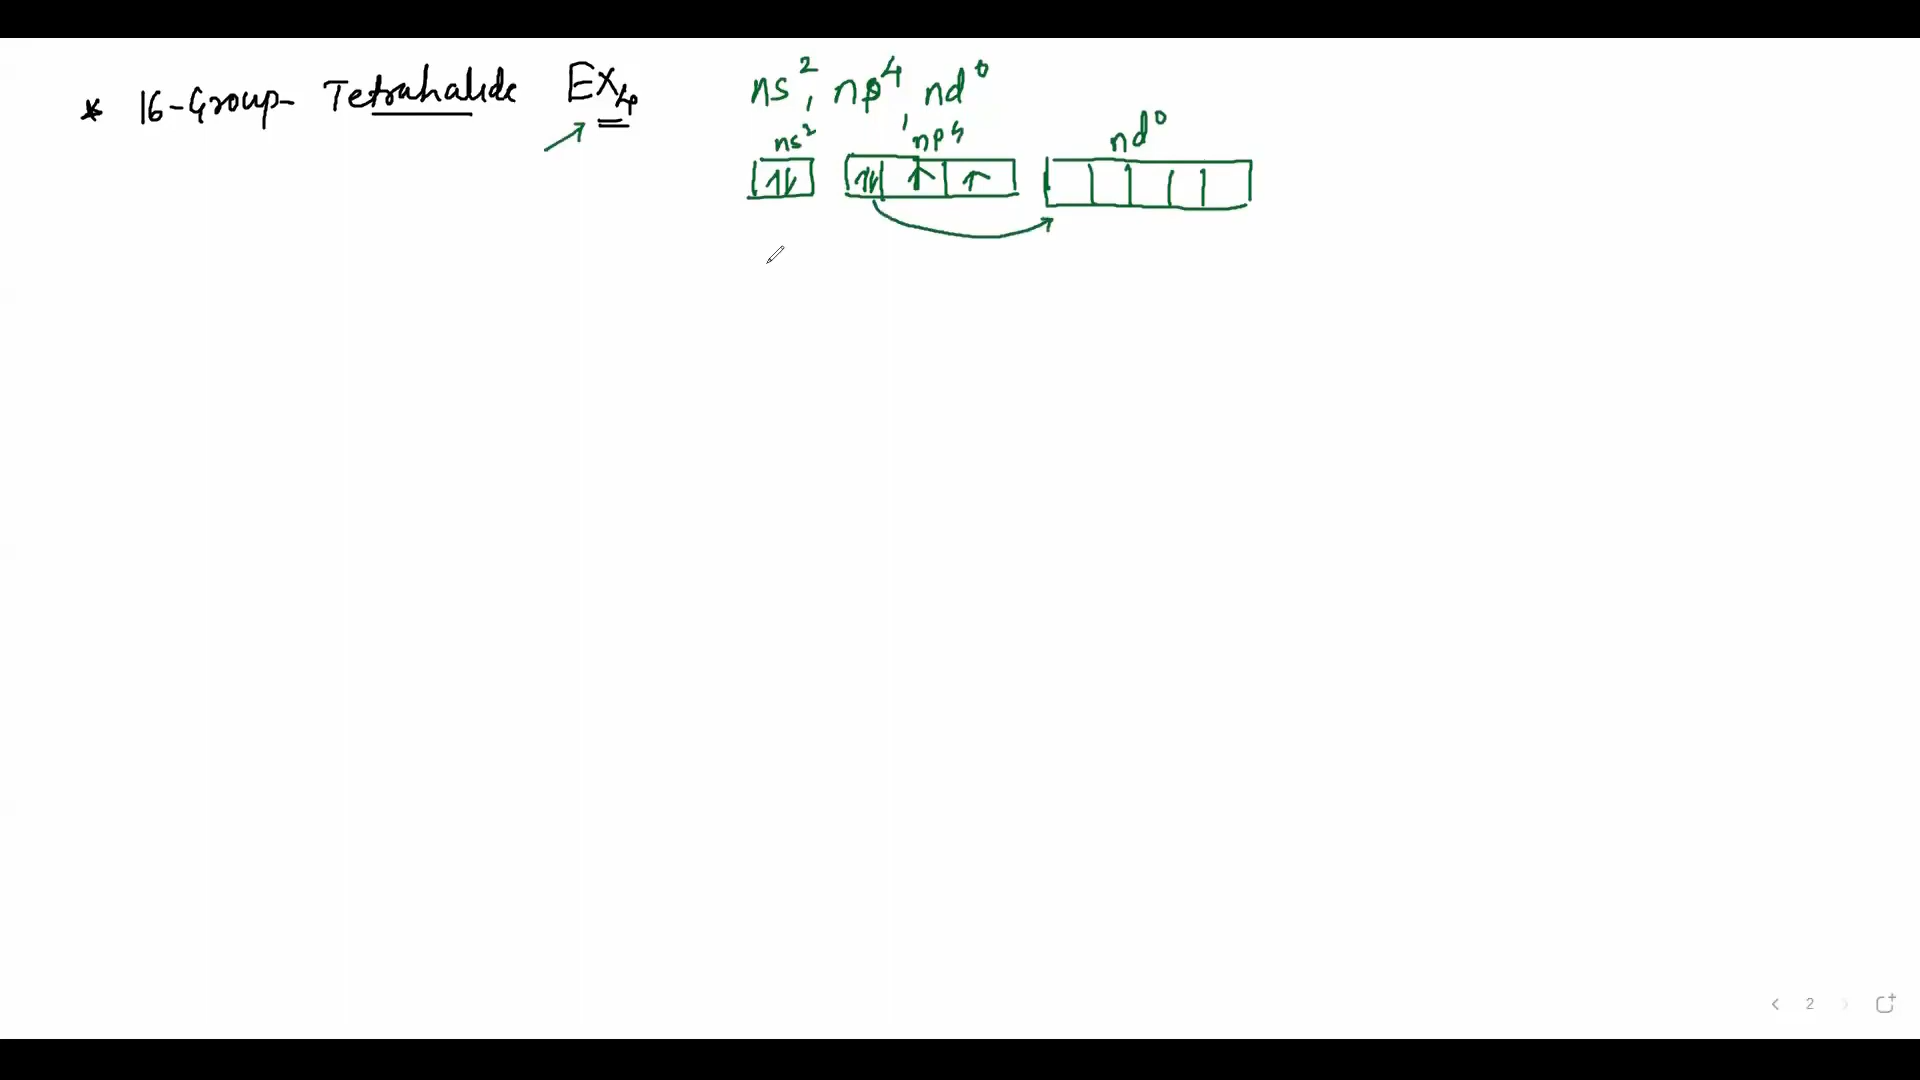 * 16-Group- Tetrahalide EX₄ ns², np⁴, nd⁰
ns² np⁴ nd⁰
2